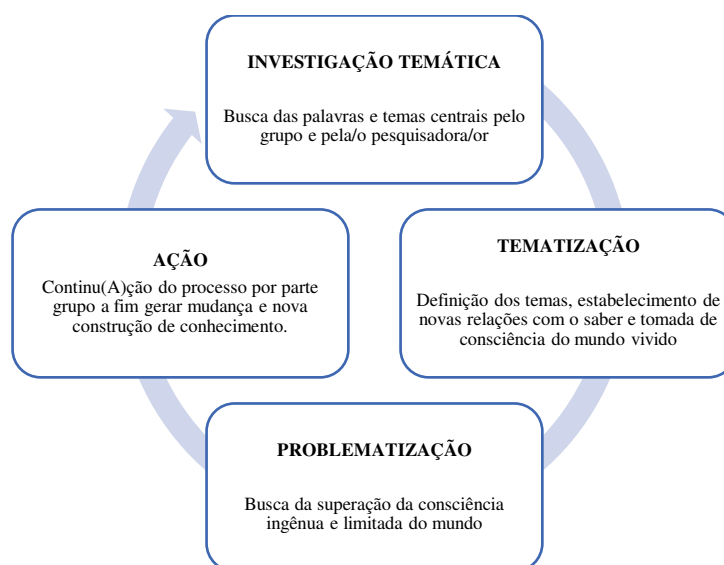 INVESTIGAÇÃO TEMÁTICA
Busca das palavras e temas centrais pelo
grupo e pela/o pesquisadora/or
TEMATIZAÇÃO
Definição dos temas, estabelecimento de
novas relações com o saber e tomada de
consciência do mundo vivido
PROBLEMATIZAÇÃO
Busca da superação da consciência
ingênua e limitada do mundo
AÇÃO
Continu(A)ção do processo por parte
grupo a fim gerar mudança e nova
construção de conhecimento.